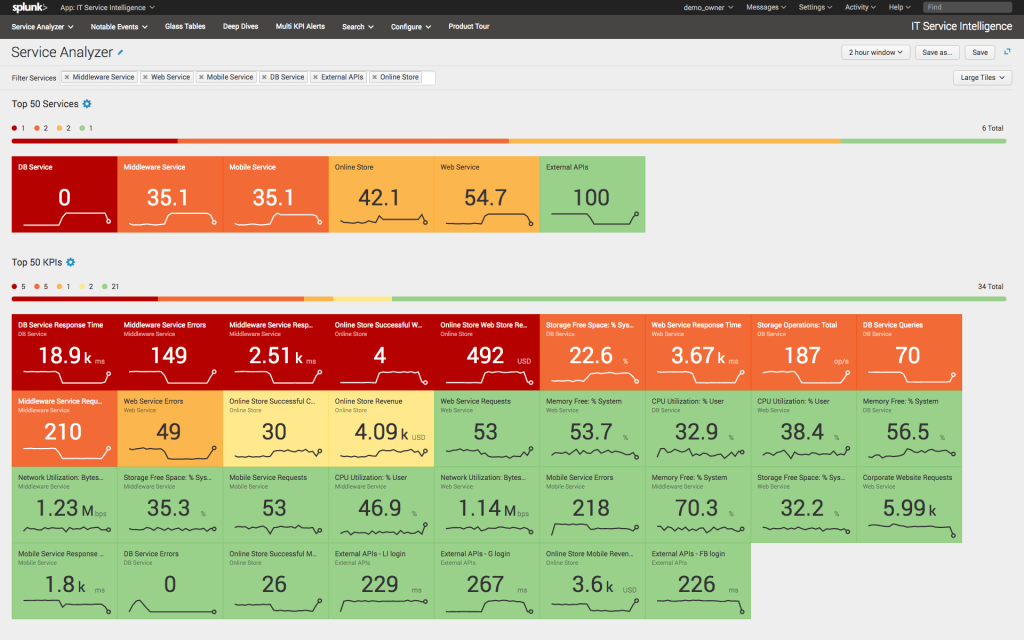 splunk> App: IT Service Intelligence demo_owner Messages Settings Activity Help Find
Service Analyzer Notable Events Glass Tables Deep Dives Multi KPI Alerts Search Configure Product Tour IT Service Intelligence
Service Analyzer 2 hour window Save as... Save
Filter Services Middleware Service Web Service Mobile Service DB Service External APIs Online Store Large Tiles
Top 50 Services
1 2 2 1 6 Total
DB Service Middleware Service Mobile Service Online Store Web Service External APIs
0 35.1 35.1 42.1 54.7 100
Top 50 KPIs
5 5 1 2 21 34 Total
DB Service Response Time Middleware Service Errors Middleware Service Resp... Online Store Successful W... Online Store Web Store Re... Storage Free Space: % Sys... Web Service Response Time Storage Operations: Total DB Service Queries
DB Service Middleware Service Middleware Service Online Store Online Store DB Service Web Service DB Service DB Service
18.9 k ms 149 2.51 k ms 4 492 USD 22.6 % 3.67 k ms 187 op/s 70
Middleware Service Requ... Web Service Errors Online Store Successful C... Online Store Revenue Web Service Requests Memory Free: % System CPU Utilization: % User CPU Utilization: % User Memory Free: % System
Middleware Service Web Service Online Store Online Store Web Service Web Service DB Service Web Service DB Service
210 49 30 4.09 k USD 53 53.7 % 32.9 % 38.4 % 56.5 %
Network Utilization: Bytes... Storage Free Space: % Sys... Mobile Service Requests CPU Utilization: % User Network Utilization: Bytes... Mobile Service Errors Memory Free: % System Storage Free Space: % Sys... Corporate Website Requests
Middleware Service Middleware Service Mobile Service Middleware Service Web Service Mobile Service Middleware Service Web Service Web Service
1.23 M bps 35.3 % 53 46.9 % 1.14 M bps 218 70.3 % 32.2 % 5.99 k
Mobile Service Response ... DB Service Errors Online Store Successful M... External APIs - LI login External APIs - G login Online Store Mobile Reven... External APIs - FB login
Mobile Service DB Service Online Store External APIs External APIs Online Store External APIs
1.8 k ms 0 26 229 ms 267 ms 3.6 k USD 226 ms